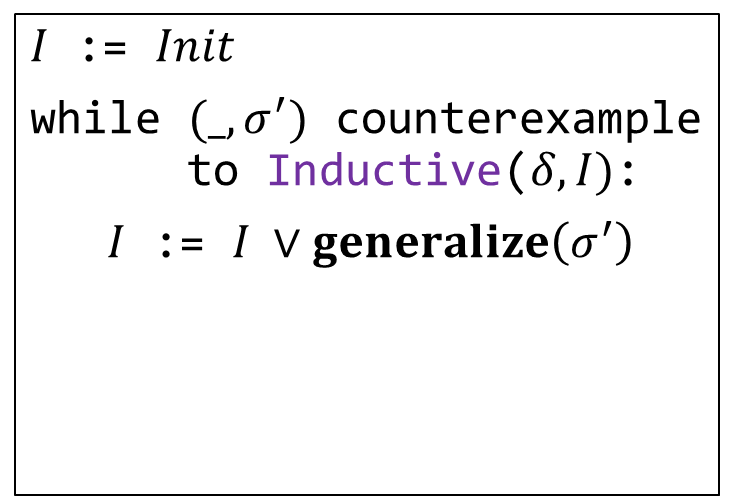 I := Init
while (_, σ′) counterexample
to Inductive(δ, I):
I := I ∨ generalize(σ′)